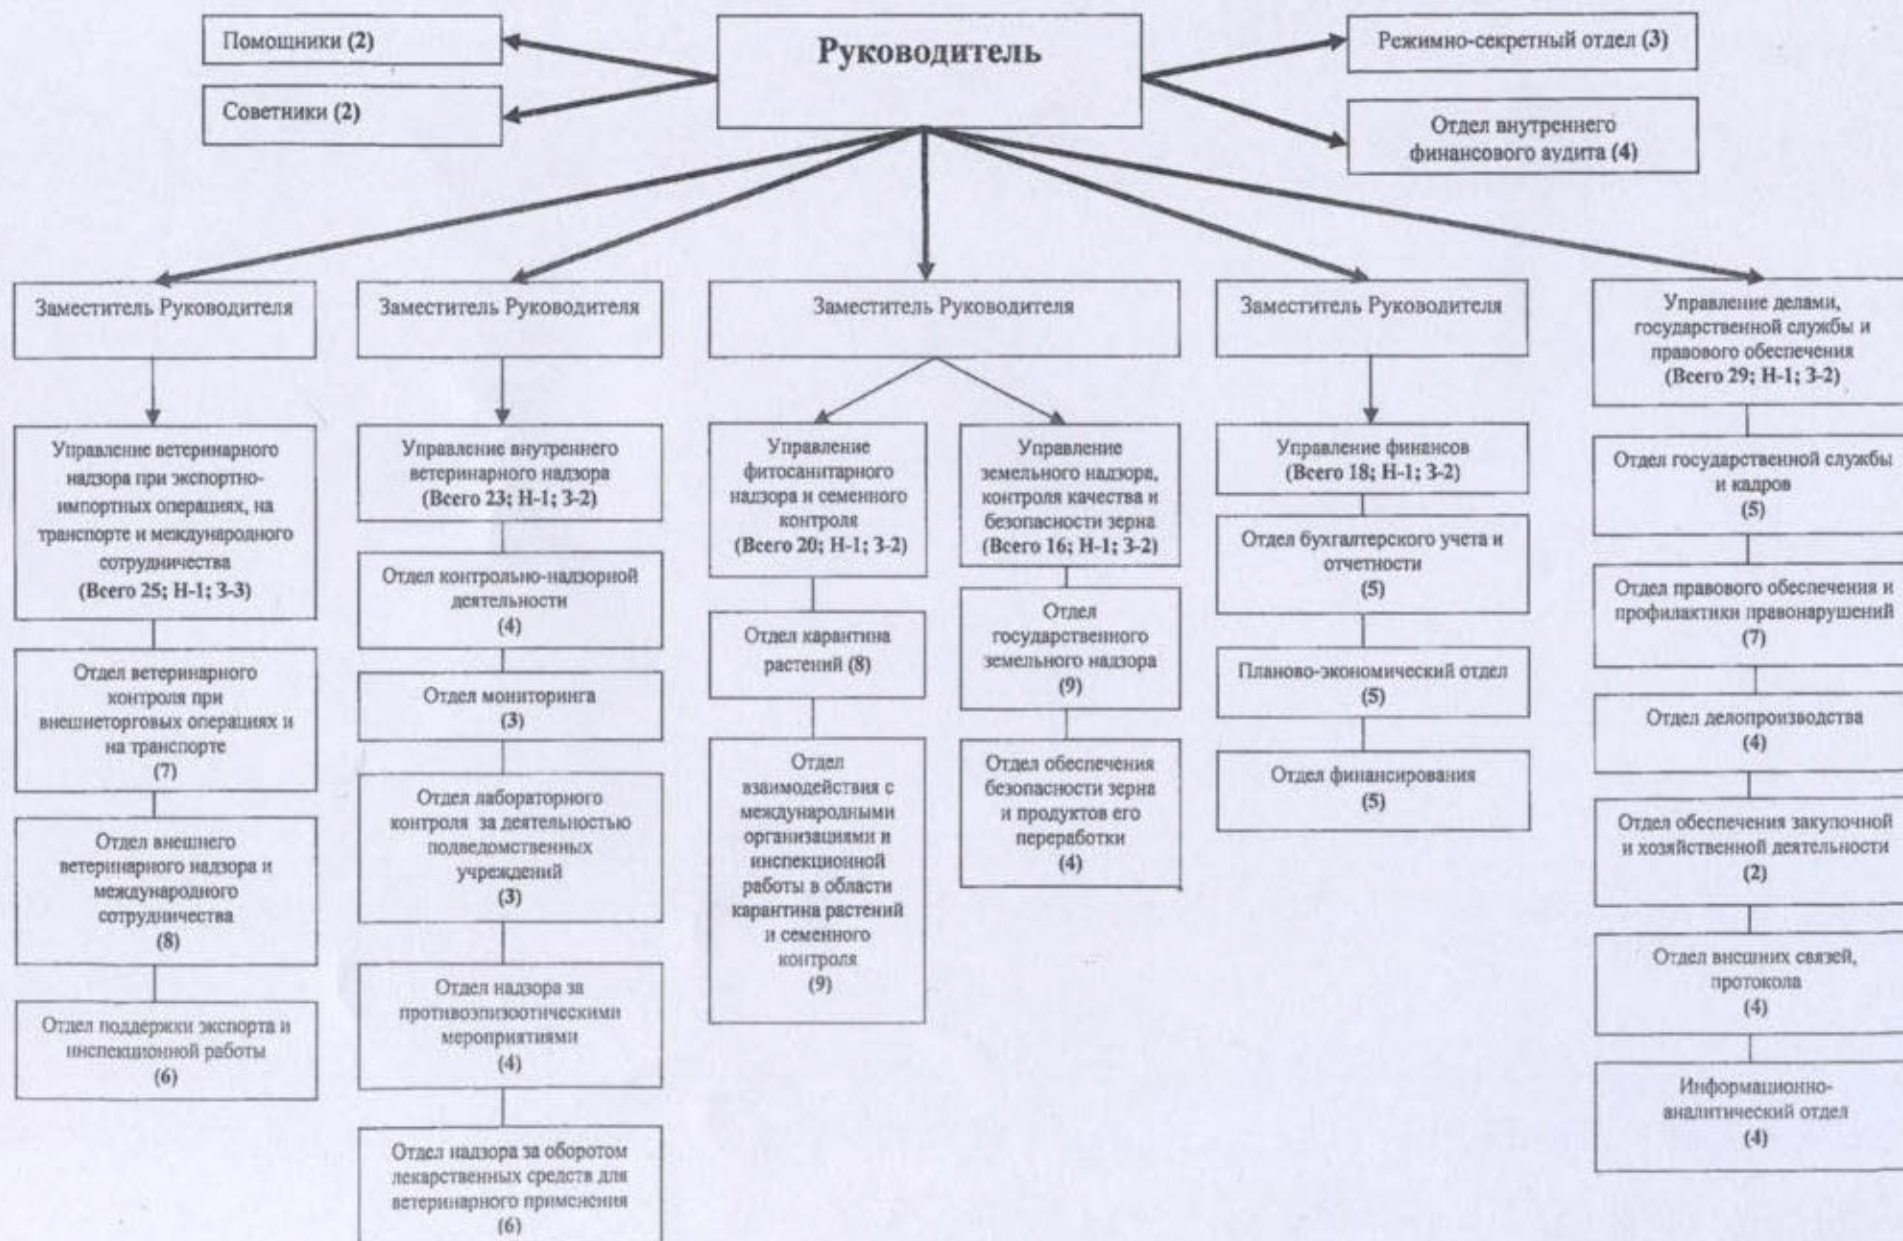 Руководитель
Помощники (2)
Советники (2)
Режимно-секретный отдел (3)
Отдел внутреннего
финансового аудита (4)
Заместитель Руководителя
Управление ветеринарного
надзора при экспортно-
импортных операциях, на
транспорте и международного
сотрудничества
(Всего 25; Н-1; З-3)
Отдел ветеринарного
контроля при
внешнеторговых операциях и
на транспорте
(7)
Отдел внешнего
ветеринарного надзора и
международного
сотрудничества
(8)
Отдел поддержки экспорта и
инспекционной работы
(6)
Заместитель Руководителя
Управление внутреннего
ветеринарного надзора
(Всего 23; Н-1; З-2)
Отдел контрольно-надзорной
деятельности
(4)
Отдел мониторинга
(3)
Отдел лабораторного
контроля за деятельностью
подведомственных
учреждений
(3)
Отдел надзора за
противоэпизоотическими
мероприятиями
(4)
Отдел надзора за оборотом
лекарственных средств для
ветеринарного применения
(6)
Заместитель Руководителя
Управление
фитосанитарного
надзора и семенного
контроля
(Всего 20; Н-1; З-2)
Отдел карантина
растений (8)
Отдел
взаимодействия с
международными
организациями и
инспекционной
работы в области
карантина растений
и семенного
контроля
(9)
Управление
земельного надзора,
контроля качества и
безопасности зерна
(Всего 16; Н-1; З-2)
Отдел
государственного
земельного надзора
(9)
Отдел обеспечения
безопасности зерна
и продуктов его
переработки
(4)
Заместитель Руководителя
Управление финансов
(Всего 18; Н-1; З-2)
Отдел бухгалтерского учета и
отчетности
(5)
Планово-экономический отдел
(5)
Отдел финансирования
(5)
Управление делами,
государственной службы и
правового обеспечения
(Всего 29; Н-1; З-2)
Отдел государственной службы
и кадров
(5)
Отдел правового обеспечения и
профилактики правонарушений
(7)
Отдел делопроизводства
(4)
Отдел обеспечения закупочной
и хозяйственной деятельности
(2)
Отдел внешних связей,
протокола
(4)
Информационно-
аналитический отдел
(4)